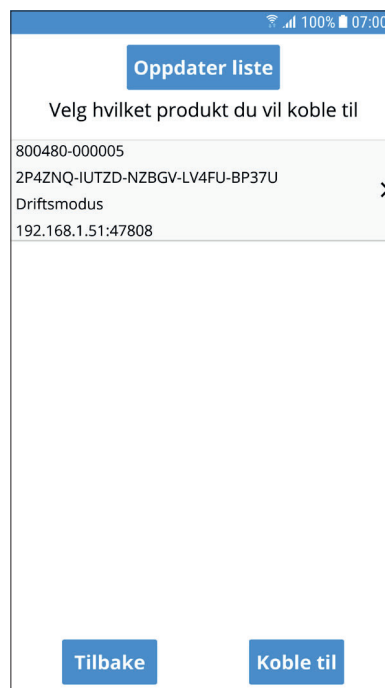 100% 07:00
Oppdater liste
Velg hvilket produkt du vil koble til
800480-000005
2P4ZNQ-IUTZD-NZBGV-LV4FU-BP37U
Driftsmodus
192.168.1.51:47808
Tilbake
Koble til